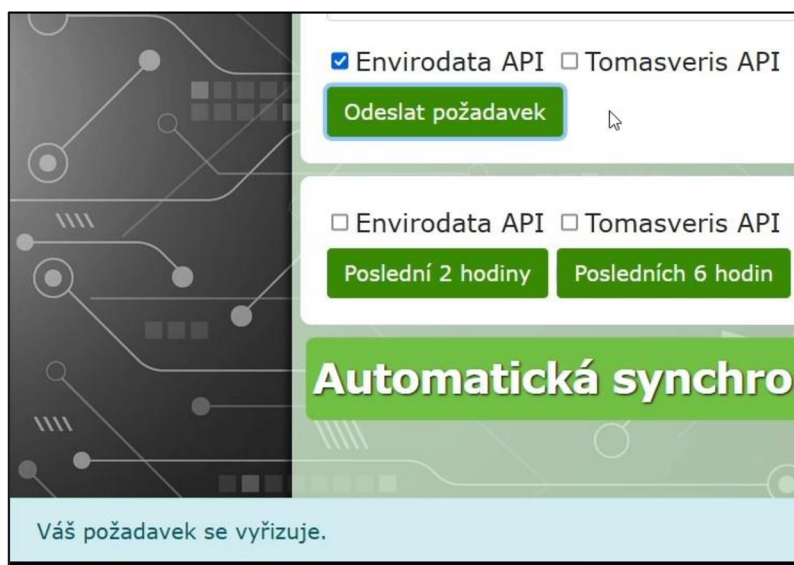 Envirodata API Tomasveris API
Odeslat požadavek
Envirodata API Tomasveris API
Poslední 2 hodiny Posledních 6 hodin
Automatická synchro
Váš požadavek se vyřizuje.